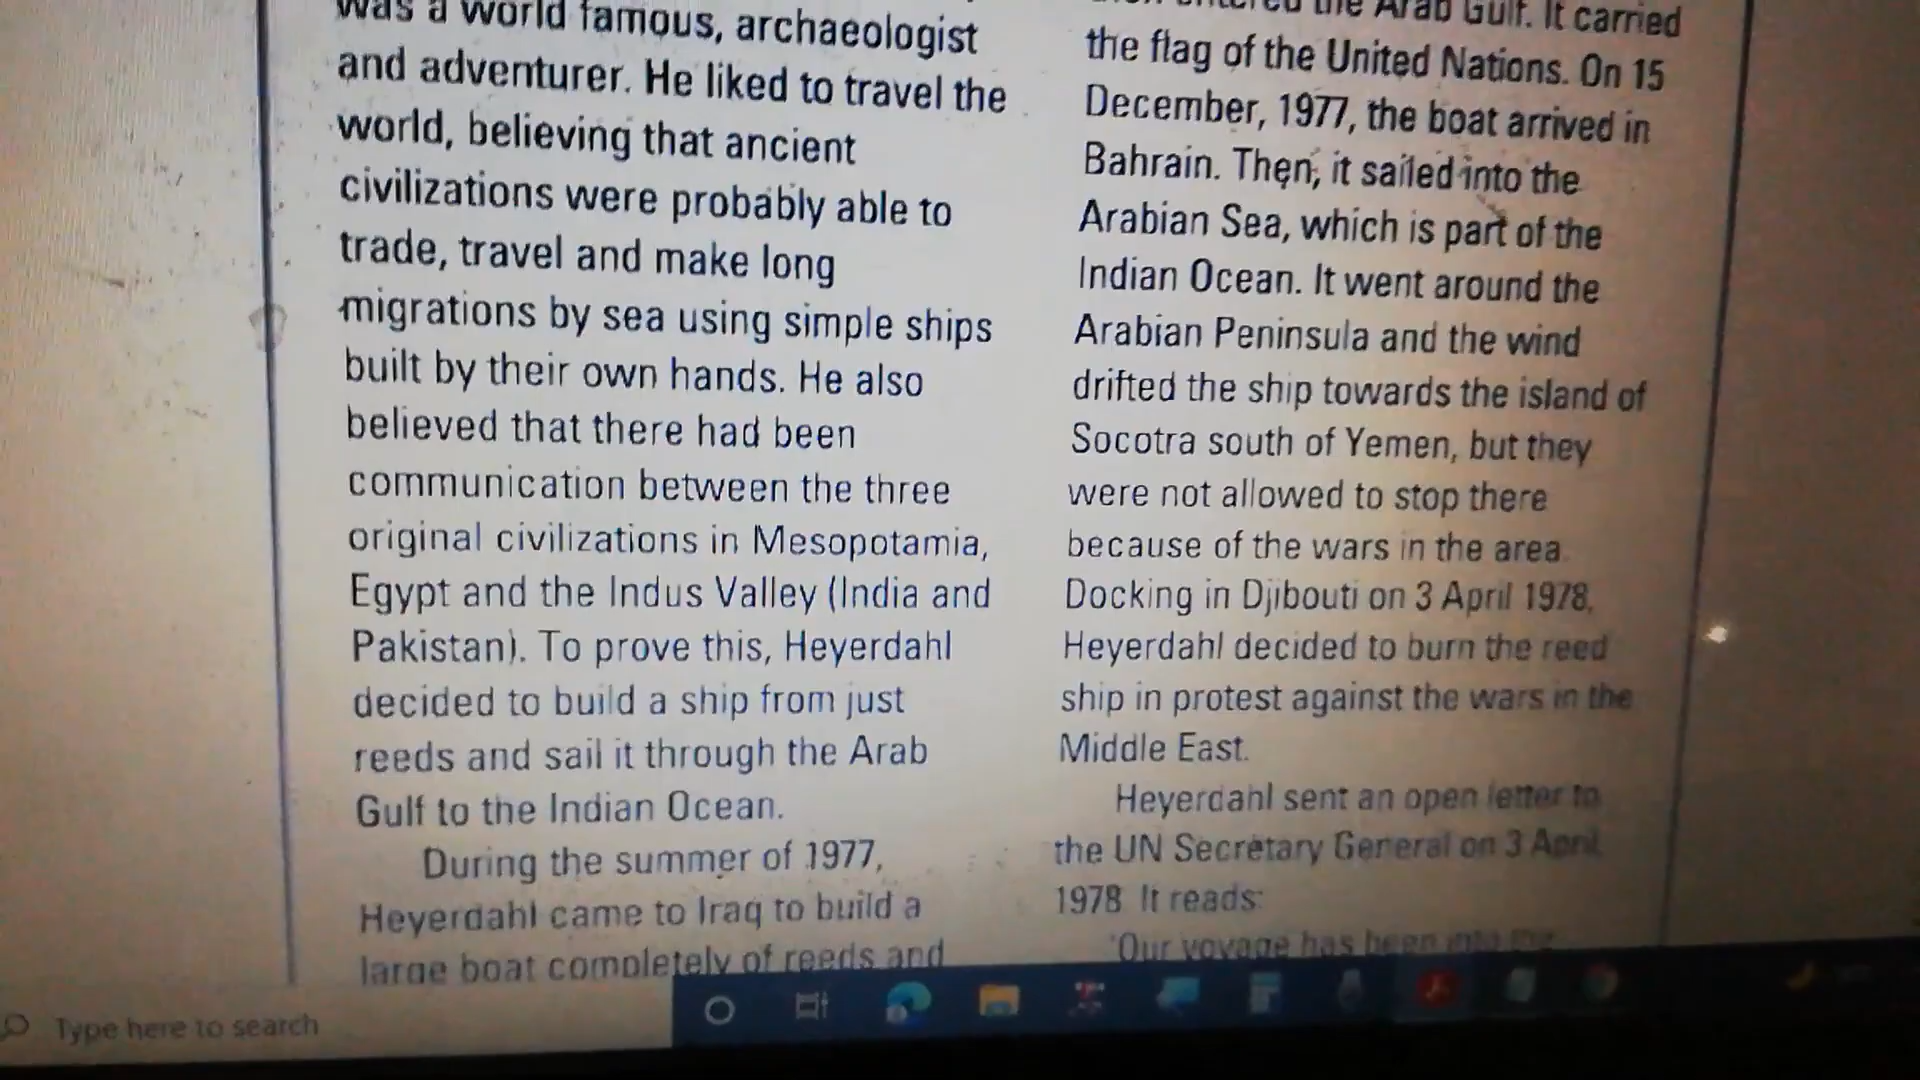 was a world famous, archaeologist
and adventurer. He liked to travel the
world, believing that ancient
civilizations were probably able to
trade, travel and make long
migrations by sea using simple ships
built by their own hands. He also
believed that there had been
communication between the three
original civilizations in Mesopotamia,
Egypt and the Indus Valley (India and
Pakistan). To prove this, Heyerdahl
decided to build a ship from just
reeds and sail it through the Arab
Gulf to the Indian Ocean.
During the summer of 1977,
Heyerdahl came to Iraq to build a
large boat completely of reeds and
the Arab Gulf. It carried
the flag of the United Nations. On 15
December, 1977, the boat arrived in
Bahrain. Then, it sailed into the
Arabian Sea, which is part of the
Indian Ocean. It went around the
Arabian Peninsula and the wind
drifted the ship towards the island of
Socotra south of Yemen, but they
were not allowed to stop there
because of the wars in the area.
Docking in Djibouti on 3 April 1978,
Heyerdahl decided to burn the reed
ship in protest against the wars in the
Middle East.
Heyerdahl sent an open letter to
the UN Secretary General on 3 April
1978 It reads:
'Our voyage has been into
Type here to search